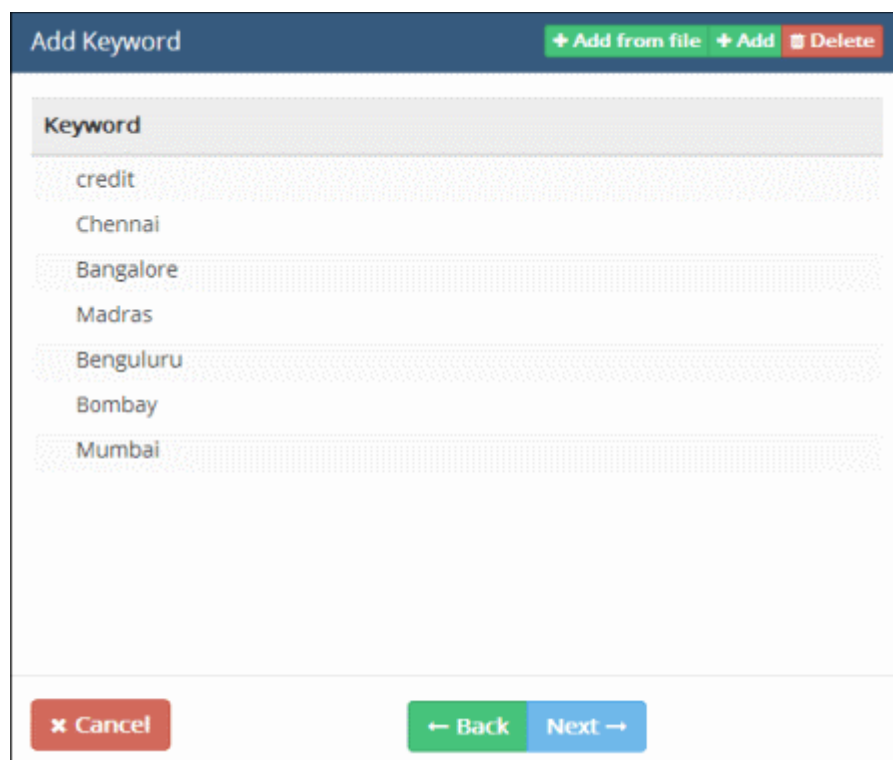 Add Keyword + Add from file + Add Delete
Keyword
credit
Chennai
Bangalore
Madras
Benguluru
Bombay
Mumbai
× Cancel ← Back Next →